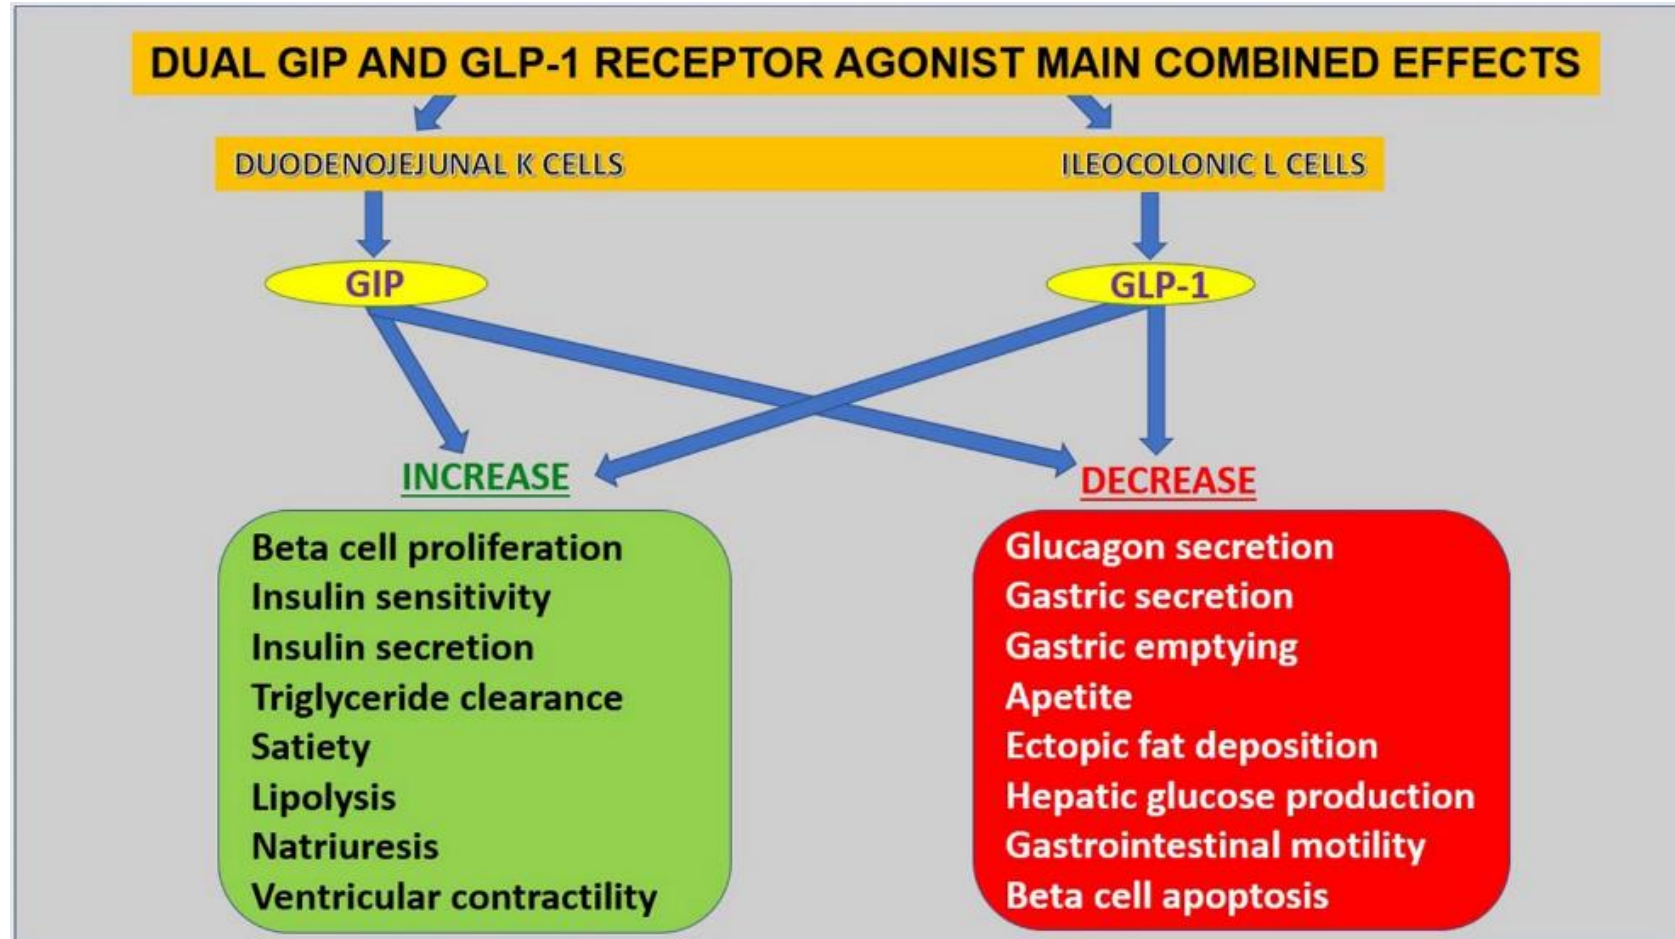 DUAL GIP AND GLP-1 RECEPTOR AGONIST MAIN COMBINED EFFECTS
DUODENOJEJUNAL K CELLS
ILEOCOLONIC L CELLS
GIP
GLP-1
INCREASE
Beta cell proliferation
Insulin sensitivity
Insulin secretion
Triglyceride clearance
Satiety
Lipolysis
Natriuresis
Ventricular contractility
DECREASE
Glucagon secretion
Gastric secretion
Gastric emptying
Apetite
Ectopic fat deposition
Hepatic glucose production
Gastrointestinal motility
Beta cell apoptosis